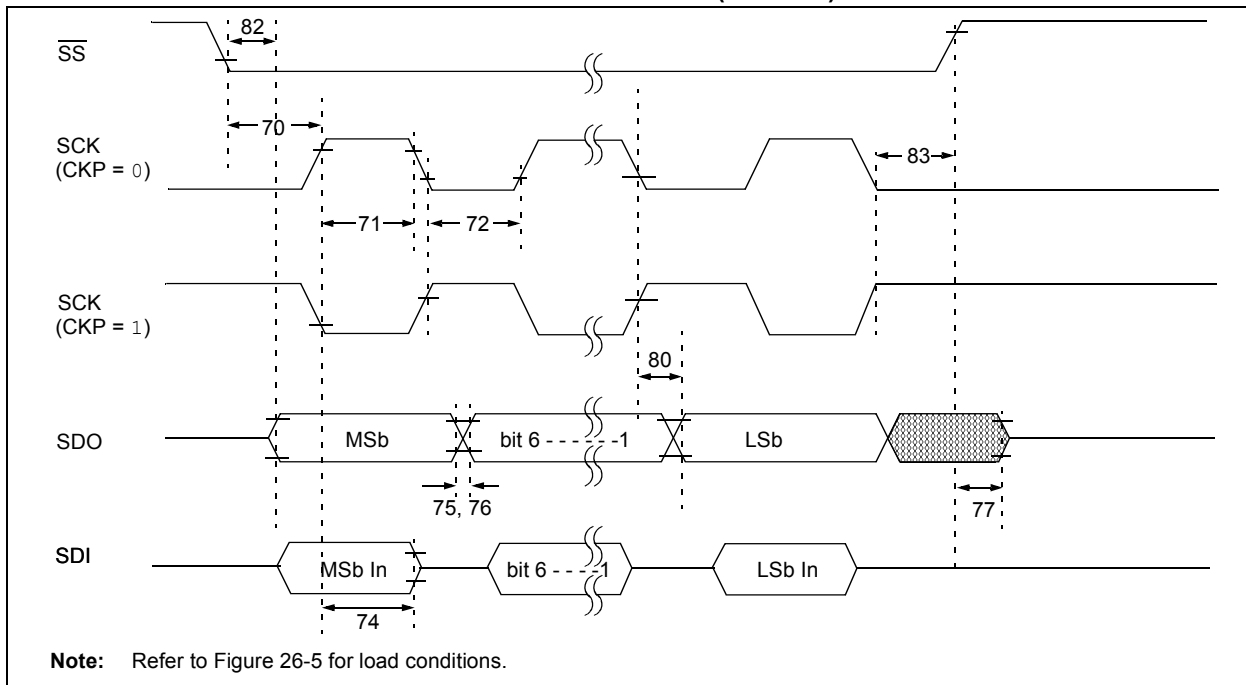 82
SS
70
SCK
(CKP = 0)
83
71
72
SCK
(CKP = 1)
80
SDO
MSb
bit 6 - - - - - -1
LSb
75, 76
77
SDI
MSb In
bit 6 - - - -1
LSb In
74
Note: Refer to Figure 26-5 for load conditions.